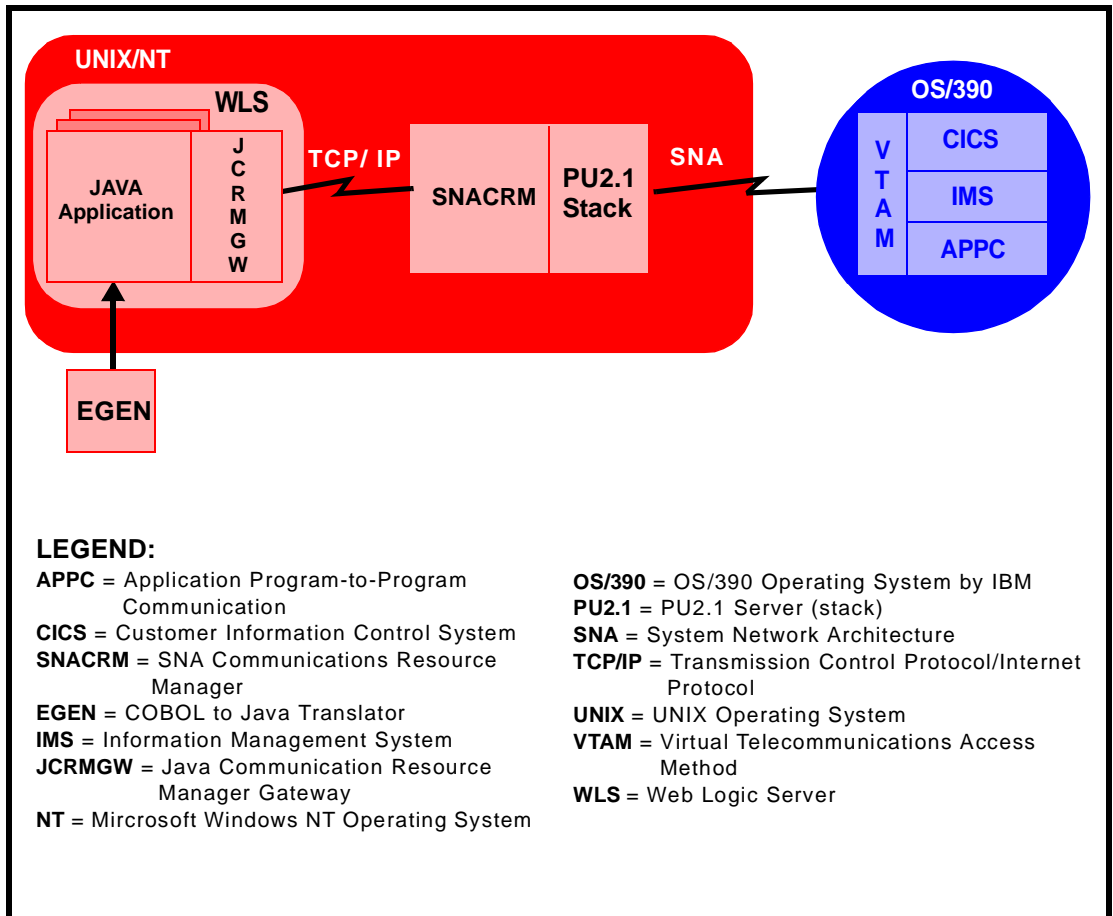 UNIX/NT
WLS
JAVA
Application
J
C
R
M
G
W
TCP/ IP
SNACRM
PU2.1
Stack
SNA
OS/390
V
T
A
M
CICS
IMS
APPC
EGEN
LEGEND:
APPC = Application Program-to-Program
Communication
CICS = Customer Information Control System
SNACRM = SNA Communications Resource
Manager
EGEN = COBOL to Java Translator
IMS = Information Management System
JCRMGW = Java Communication Resource
Manager Gateway
NT = Mircrosoft Windows NT Operating System
OS/390 = OS/390 Operating System by IBM
PU2.1 = PU2.1 Server (stack)
SNA = System Network Architecture
TCP/IP = Transmission Control Protocol/Internet
Protocol
UNIX = UNIX Operating System
VTAM = Virtual Telecommunications Access
Method
WLS = Web Logic Server